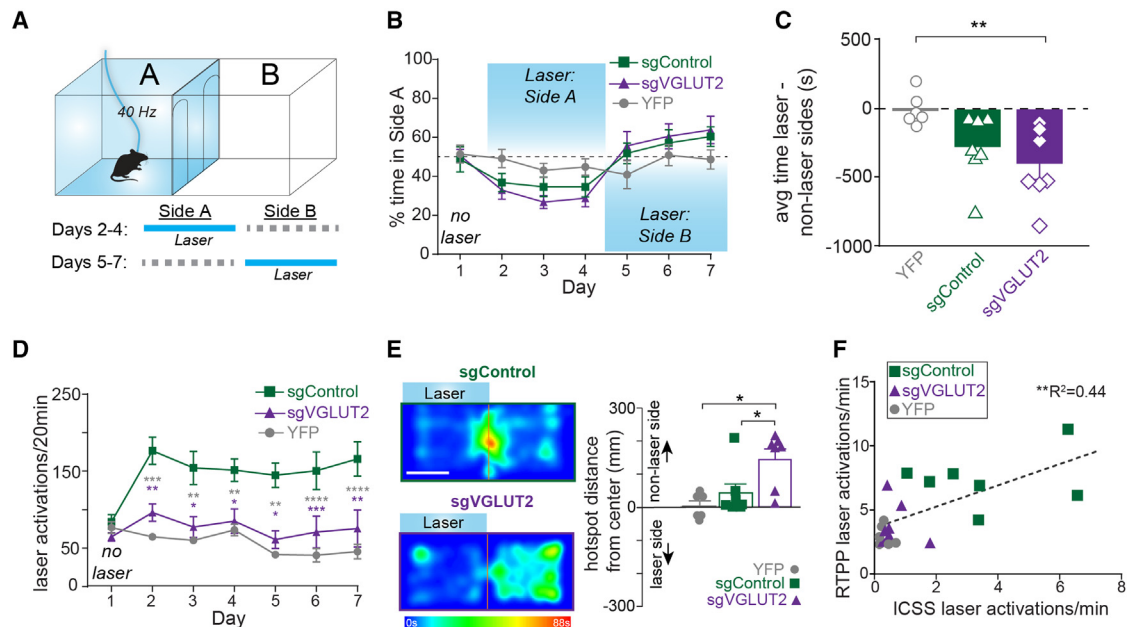 A
A
B
40 Hz
Side A
Side B
Days 2-4:
Laser
Days 5-7:
Laser
B
sgControl
sgVGLUT2
YFP
Laser:
Side A
Laser:
Side B
no
laser
% time in Side A
100
80
60
40
20
0
1 2 3 4 5 6 7
Day
C
**
avg time laser -
non-laser sides (s)
500
0
-500
-1000
YFP
sgControl
sgVGLUT2
D
sgControl
sgVGLUT2
YFP
laser activations/20min
250
150
50
0
*** ** ** ** **** ****
** * * * *** **
no
laser
1 2 3 4 5 6 7
Day
E
sgControl
Laser
sgVGLUT2
Laser
0s 88s
hotspot distance
from center (mm)
300
0
-300
non-laser side
laser side
*
*
YFP
sgControl
sgVGLUT2
F
sgControl
sgVGLUT2
YFP
**R²=0.44
RTPP laser activations/min
15
10
5
0
0 2 4 6 8
ICSS laser activations/min